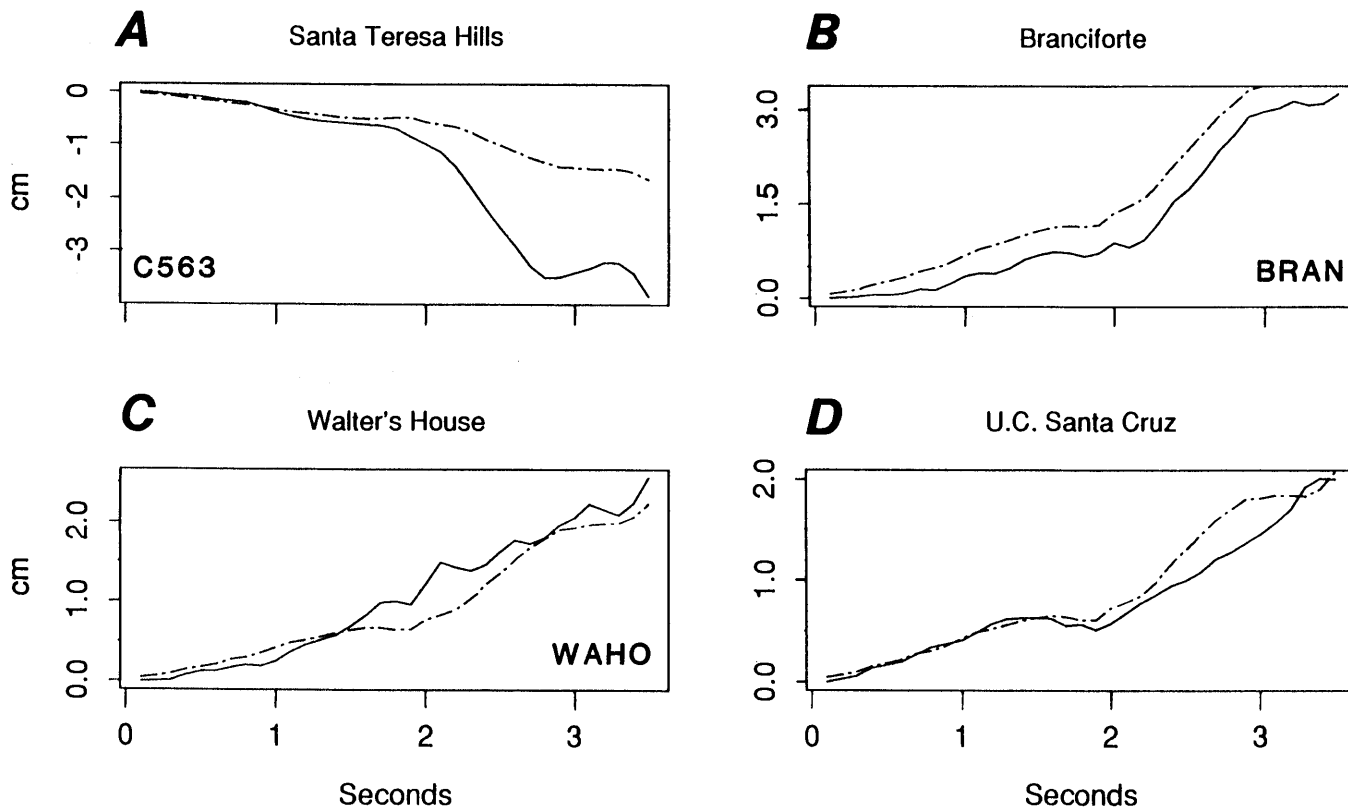 A Santa Teresa Hills
cm
0
-1
-2
-3
C563
B Branciforte
3.0
1.5
0.0
BRAN
C Walter's House
cm
2.0
1.0
0.0
WAHO
0 1 2 3
Seconds
D U.C. Santa Cruz
2.0
1.0
0.0
0 1 2 3
Seconds